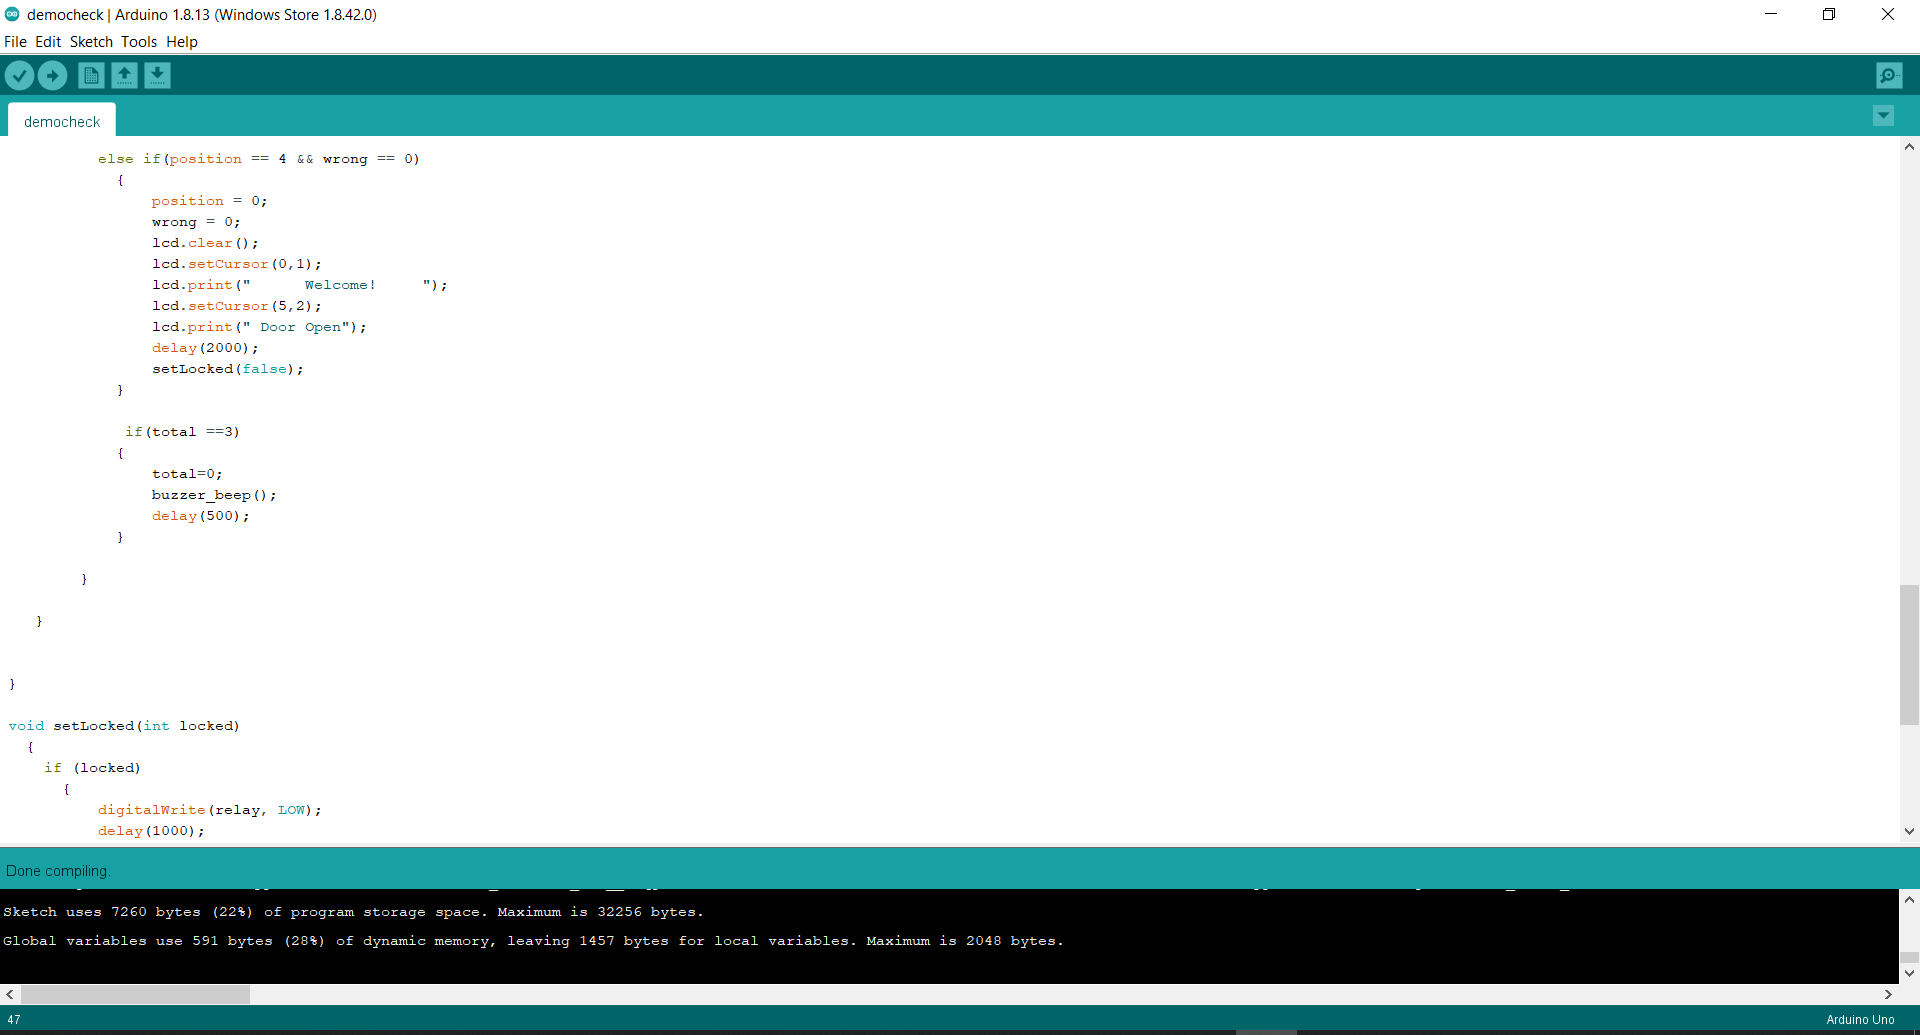 democheck | Arduino 1.8.13 (Windows Store 1.8.42.0)
File Edit Sketch Tools Help
democheck
else if(position == 4 && wrong == 0)
{
position = 0;
wrong = 0;
lcd.clear();
lcd.setCursor(0,1);
lcd.print("      Welcome!     ");
lcd.setCursor(5,2);
lcd.print(" Door Open");
delay(2000);
setLocked(false);
}
if(total ==3)
{
total=0;
buzzer_beep();
delay(500);
}
}
}
}
void setLocked(int locked)
{
if (locked)
{
digitalWrite(relay, LOW);
delay(1000);
Done compiling.
Sketch uses 7260 bytes (22%) of program storage space. Maximum is 32256 bytes.
Global variables use 591 bytes (28%) of dynamic memory, leaving 1457 bytes for local variables. Maximum is 2048 bytes.
47
Arduino Uno